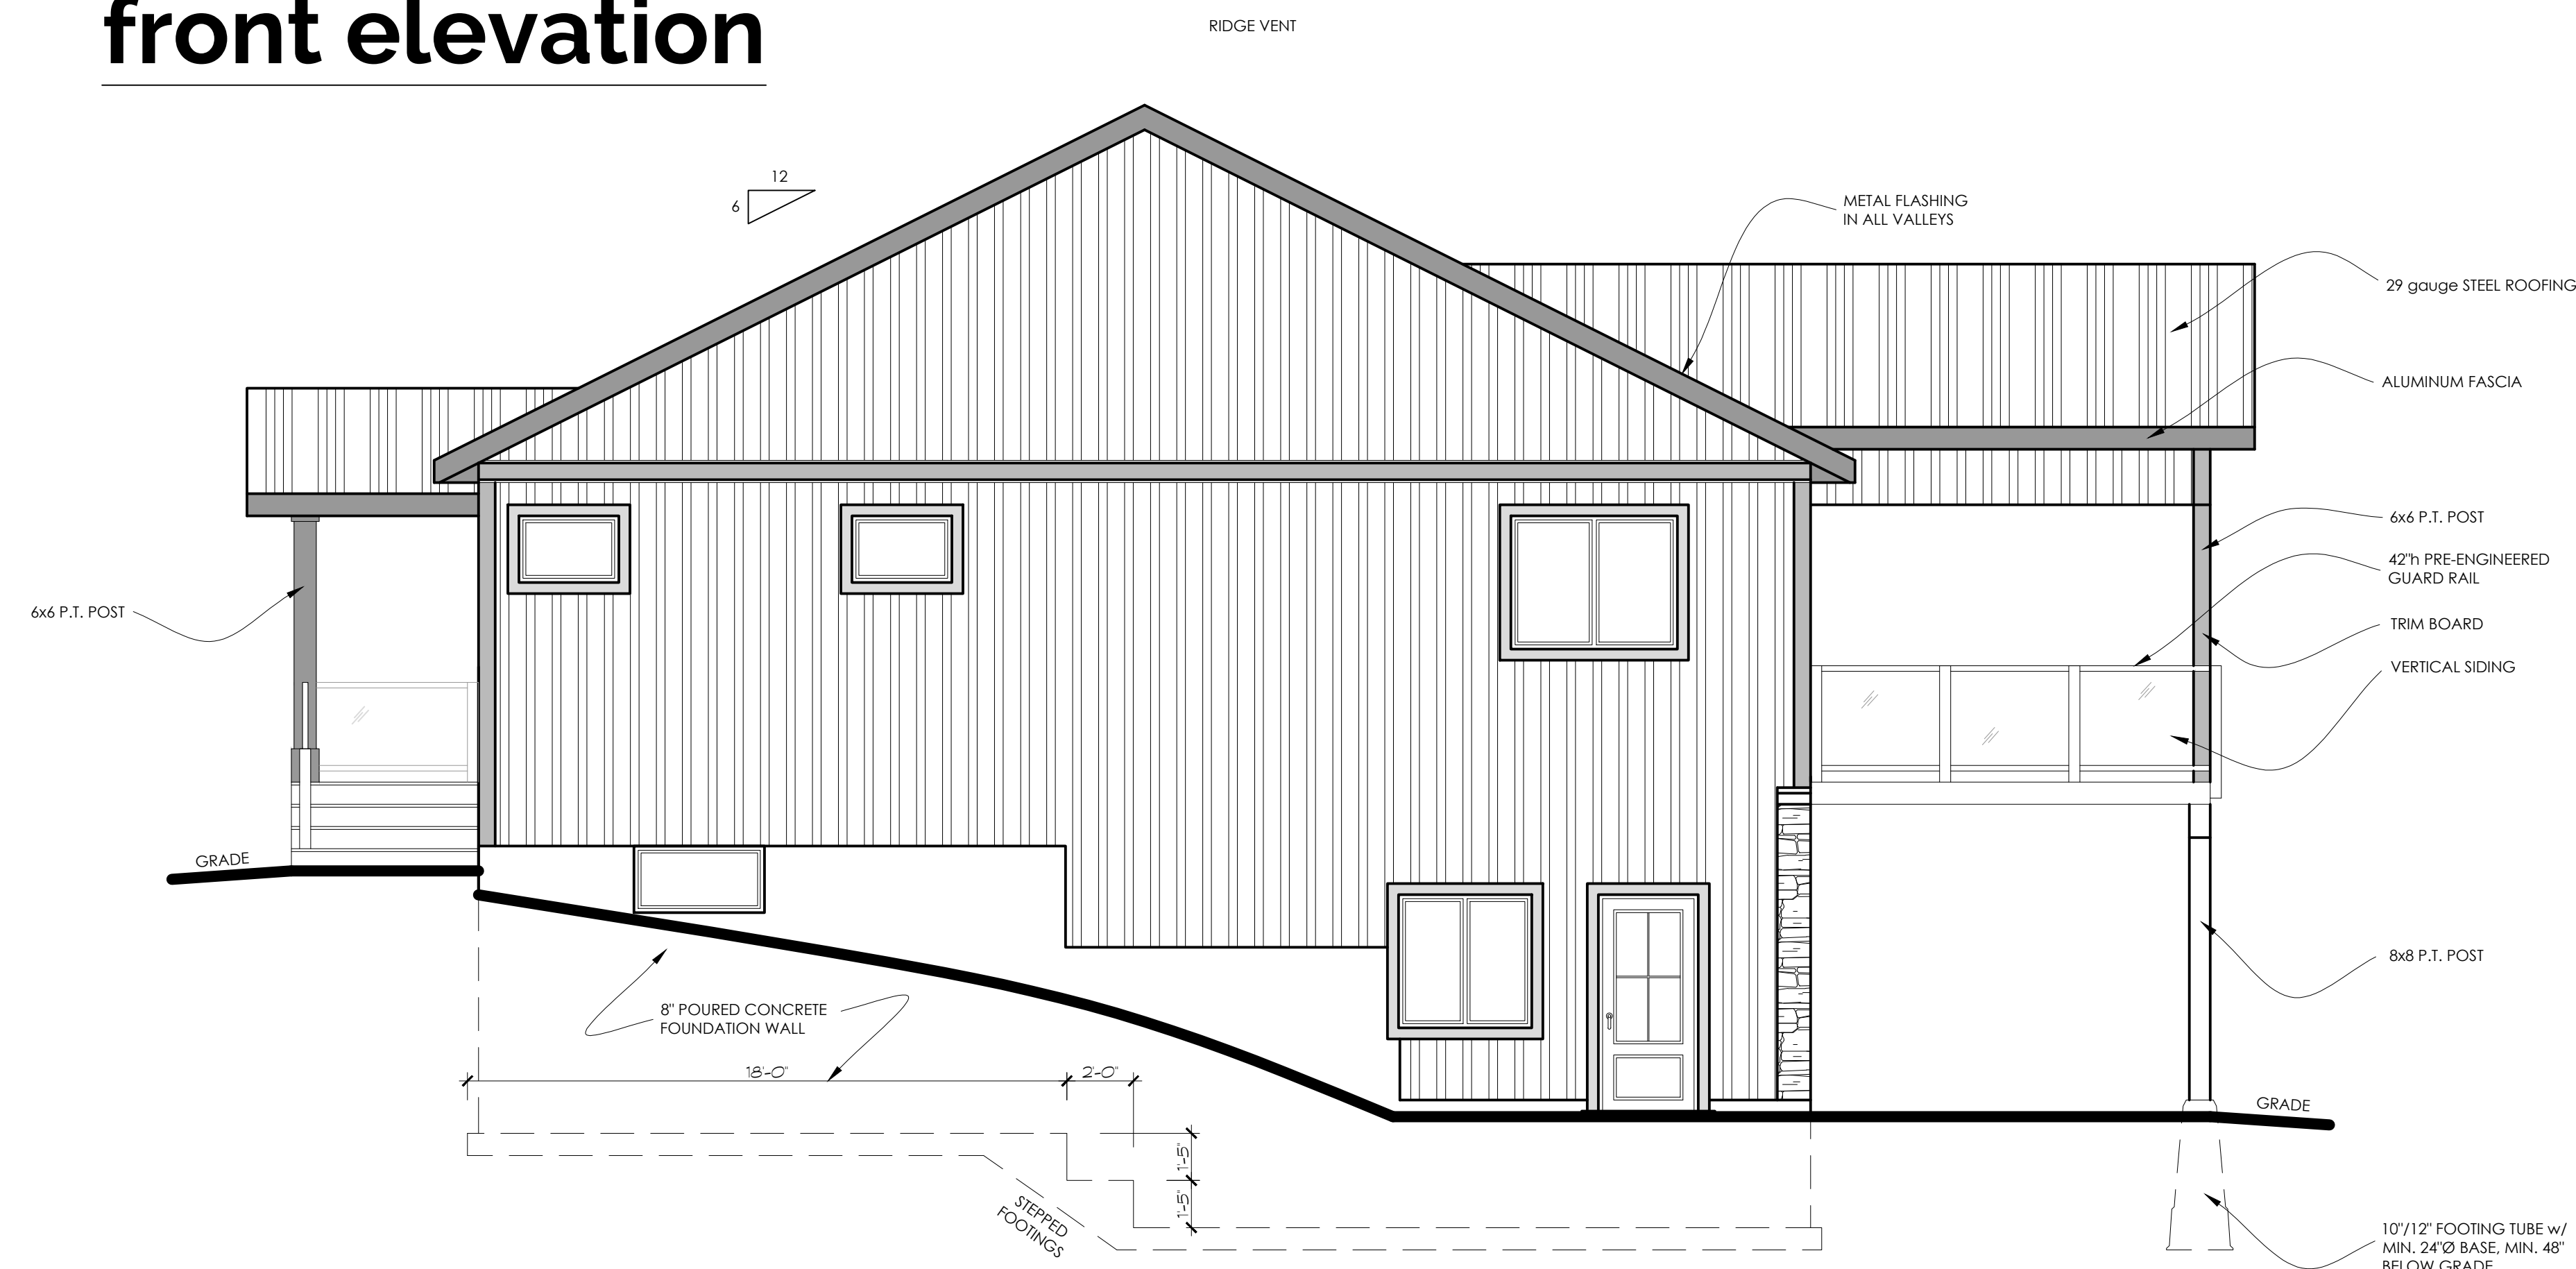 front elevation
RIDGE VENT
12
6
METAL FLASHING
IN ALL VALLEYS
29 gauge STEEL ROOFING
ALUMINUM FASCIA
6x6 P.T. POST
42"h PRE-ENGINEERED
GUARD RAIL
6x6 P.T. POST
TRIM BOARD
VERTICAL SIDING
GRADE
8x8 P.T. POST
8" POURED CONCRETE
FOUNDATION WALL
18'-0"
2'-0"
GRADE
1'-5"
1'-5"
STEPPED
FOOTINGS
10"/12" FOOTING TUBE w/
MIN. 24"Ø BASE, MIN. 48"
BELOW GRADE